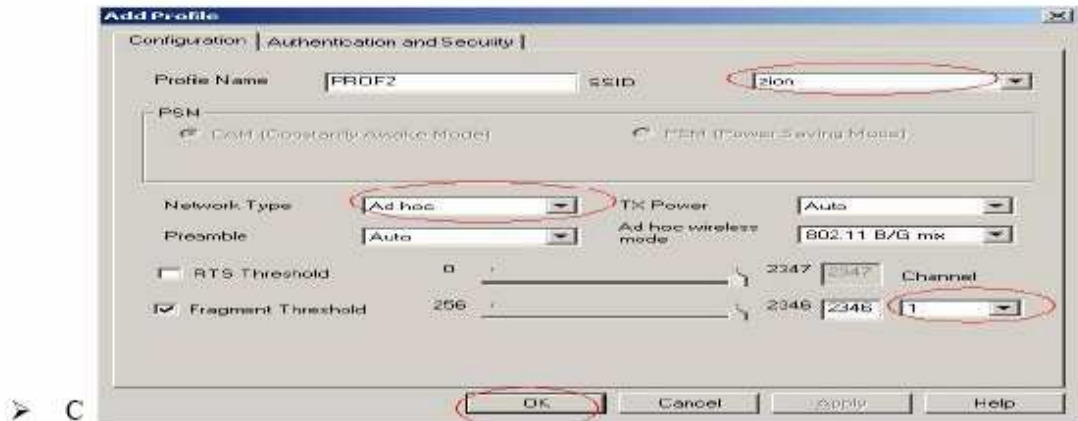 Add Profile
Configuration Authentication and Security
Profile Name PROF2 SSID zion
PSM
CAM (Constantly Awake Mode) PSM (Power Saving Mode)
Network Type Ad hoc TX Power Auto
Preamble Auto Ad hoc wireless mode 802.11 B/G mix
RTS Threshold 0 2347 2347 Channel
Fragment Threshold 256 2346 2346 1
➢ C
OK Cancel Apply Help